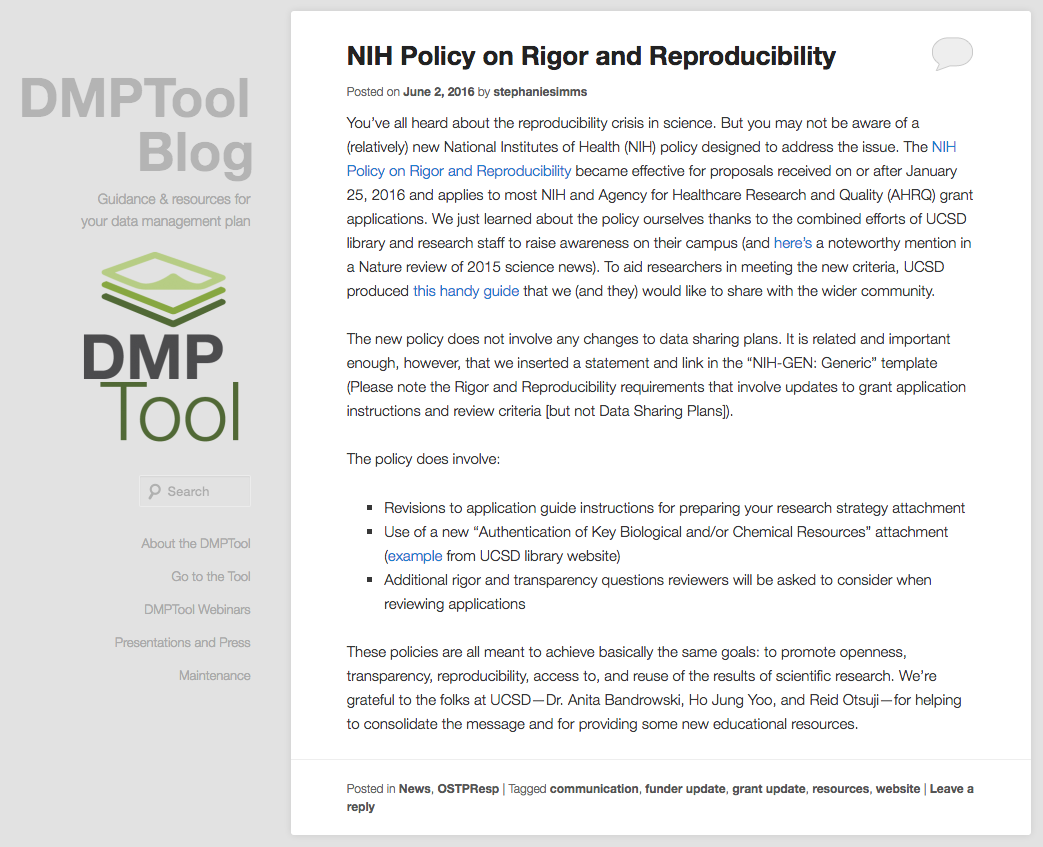 DMPTool
Blog
Guidance & resources for
your data management plan
DMP
Tool
Search
About the DMPTool
Go to the Tool
DMPTool Webinars
Presentations and Press
Maintenance
NIH Policy on Rigor and Reproducibility
Posted on June 2, 2016 by stephaniesimms
You’ve all heard about the reproducibility crisis in science. But you may not be aware of a
(relatively) new National Institutes of Health (NIH) policy designed to address the issue. The NIH
Policy on Rigor and Reproducibility became effective for proposals received on or after January
25, 2016 and applies to most NIH and Agency for Healthcare Research and Quality (AHRQ) grant
applications. We just learned about the policy ourselves thanks to the combined efforts of UCSD
library and research staff to raise awareness on their campus (and here’s a noteworthy mention in
a Nature review of 2015 science news). To aid researchers in meeting the new criteria, UCSD
produced this handy guide that we (and they) would like to share with the wider community.
The new policy does not involve any changes to data sharing plans. It is related and important
enough, however, that we inserted a statement and link in the “NIH-GEN: Generic” template
(Please note the Rigor and Reproducibility requirements that involve updates to grant application
instructions and review criteria [but not Data Sharing Plans]).
The policy does involve:
▪ Revisions to application guide instructions for preparing your research strategy attachment
▪ Use of a new “Authentication of Key Biological and/or Chemical Resources” attachment
(example from UCSD library website)
▪ Additional rigor and transparency questions reviewers will be asked to consider when
reviewing applications
These policies are all meant to achieve basically the same goals: to promote openness,
transparency, reproducibility, access to, and reuse of the results of scientific research. We’re
grateful to the folks at UCSD—Dr. Anita Bandrowski, Ho Jung Yoo, and Reid Otsuji—for helping
to consolidate the message and for providing some new educational resources.
Posted in News, OSTPResp | Tagged communication, funder update, grant update, resources, website | Leave a
reply